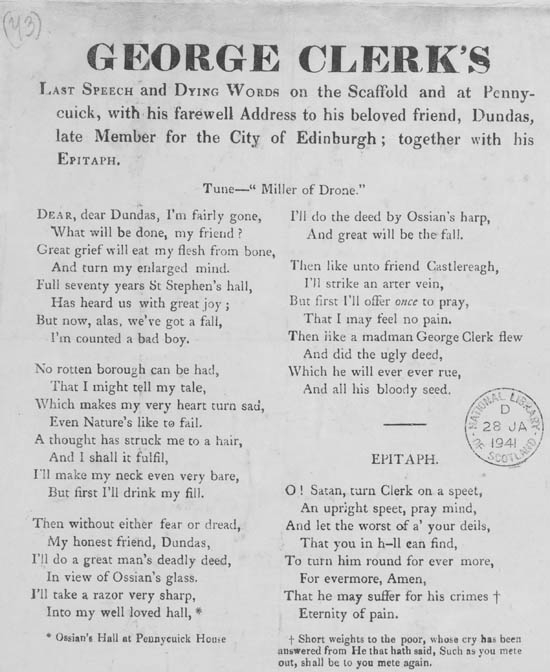 (43)
GEORGE CLERK'S
LAST SPEECH and DYING WORDS on the Scaffold and at Penny-
cuick, with his farewell Address to his beloved friend, Dundas,
late Member for the City of Edinburgh; together with his
EPITAPH.
Tune—“ Miller of Drone.”
DEAR, dear Dundas, I'm fairly gone,
What will be done, my friend?
Great grief will eat my flesh from bone,
And turn my enlarged mind.
Full seventy years St Stephen's hall,
Has heard us with great joy;
But now, alas, we've got a fall,
I'm counted a bad boy.
No rotten borough can be had,
That I might tell my tale,
Which makes my very heart turn sad,
Even Nature's like to fail.
A thought has struck me to a hair,
And I shall it fulfil,
I'll make my neck even very bare,
But first I'll drink my fill.
Then without either fear or dread,
My honest friend, Dundas,
I'll do a great man's deadly deed,
In view of Ossian's glass.
I'll take a razor very sharp,
Into my well loved hall, *
* Ossian's Hall at Pennycuick House
I'll do the deed by Ossian's harp,
And great will be the fall.
Then like unto friend Castlereagh,
I'll strike an arter vein,
But first I'll offer once to pray,
That I may feel no pain.
Then like a madman George Clerk flew
And did the ugly deed,
Which he will ever ever rue,
And all his bloody seed.
NATIONAL LIBRARY
D
28 JA
1941
OF SCOTLAND
EPITAPH.
O! Satan, turn Clerk on a speet,
An upright speet, pray mind,
And let the worst of a' your deils,
That you in h-ll can find,
To turn him round for ever more,
For evermore, Amen,
That he may suffer for his crimes †
Eternity of pain.
† Short weights to the poor, whose cry has been
answered from He that hath said, Such as you mete
out, shall be to you mete again.